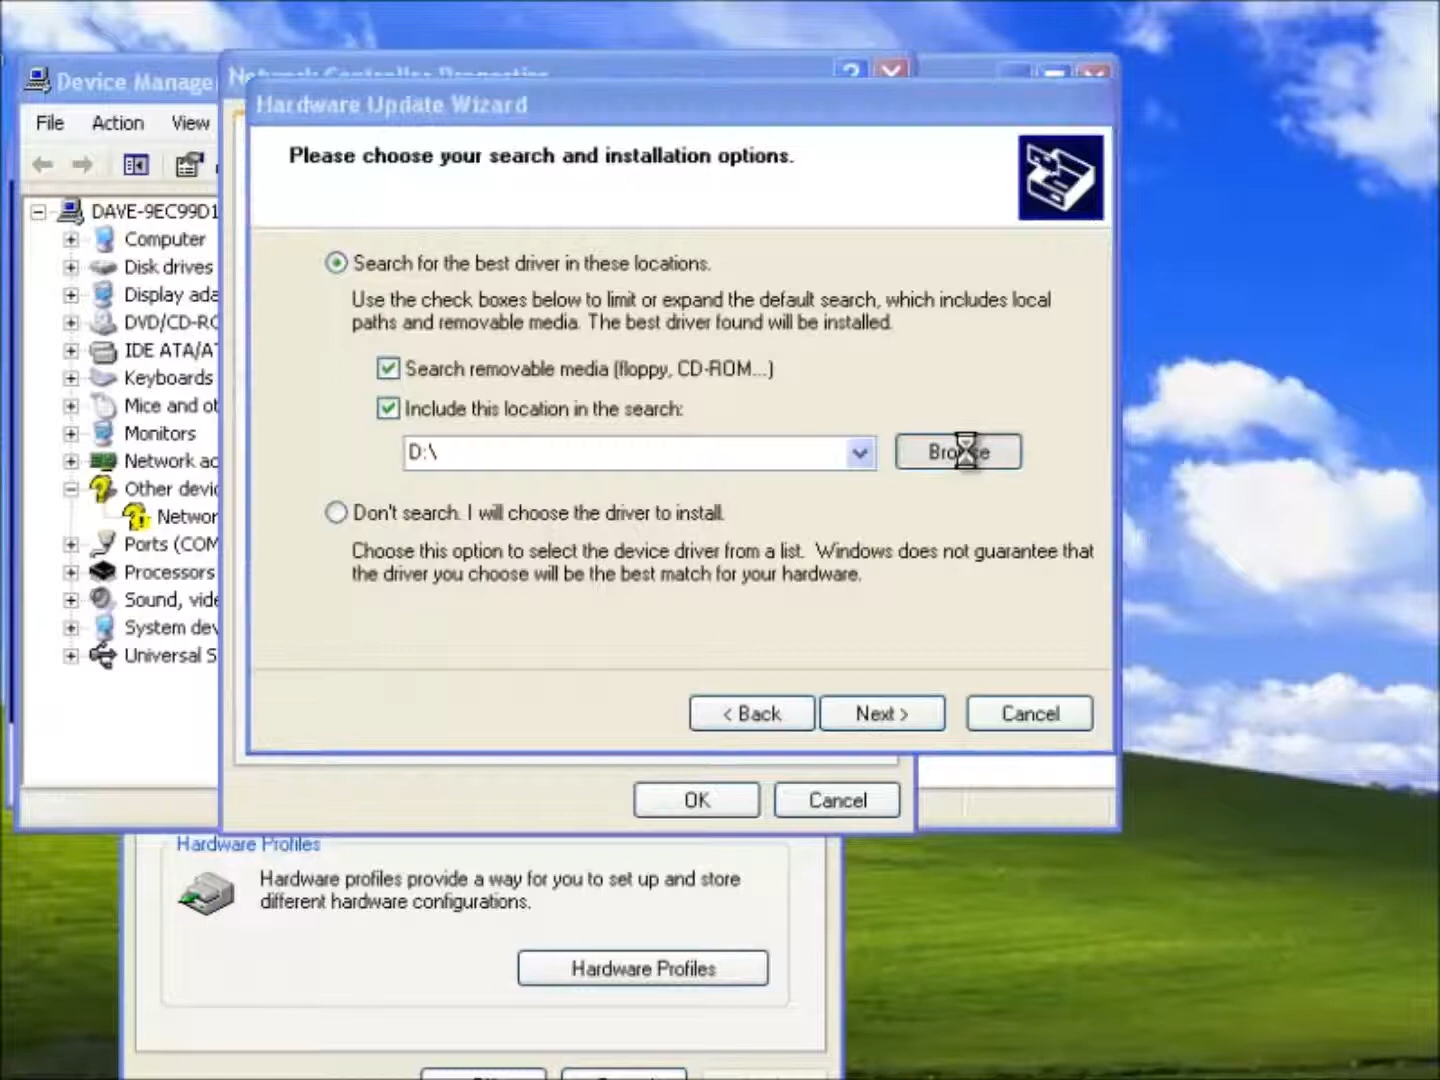 Device Manage
Network Controller Properties
Hardware Update Wizard
File Action View
Please choose your search and installation options.
DAVE-9EC99D1
Computer
Disk drives
Display ada
DVD/CD-RO
IDE ATA/AT
Keyboards
Mice and ot
Monitors
Network ac
Other devic
Networ
Ports (COM
Processors
Sound, vide
System dev
Universal S
Search for the best driver in these locations.
Use the check boxes below to limit or expand the default search, which includes local
paths and removable media. The best driver found will be installed.
Search removable media (floppy, CD-ROM...)
Include this location in the search:
D:\
Browse
Don't search. I will choose the driver to install.
Choose this option to select the device driver from a list. Windows does not guarantee that
the driver you choose will be the best match for your hardware.
< Back Next > Cancel
OK Cancel
Hardware Profiles
Hardware profiles provide a way for you to set up and store
different hardware configurations.
Hardware Profiles